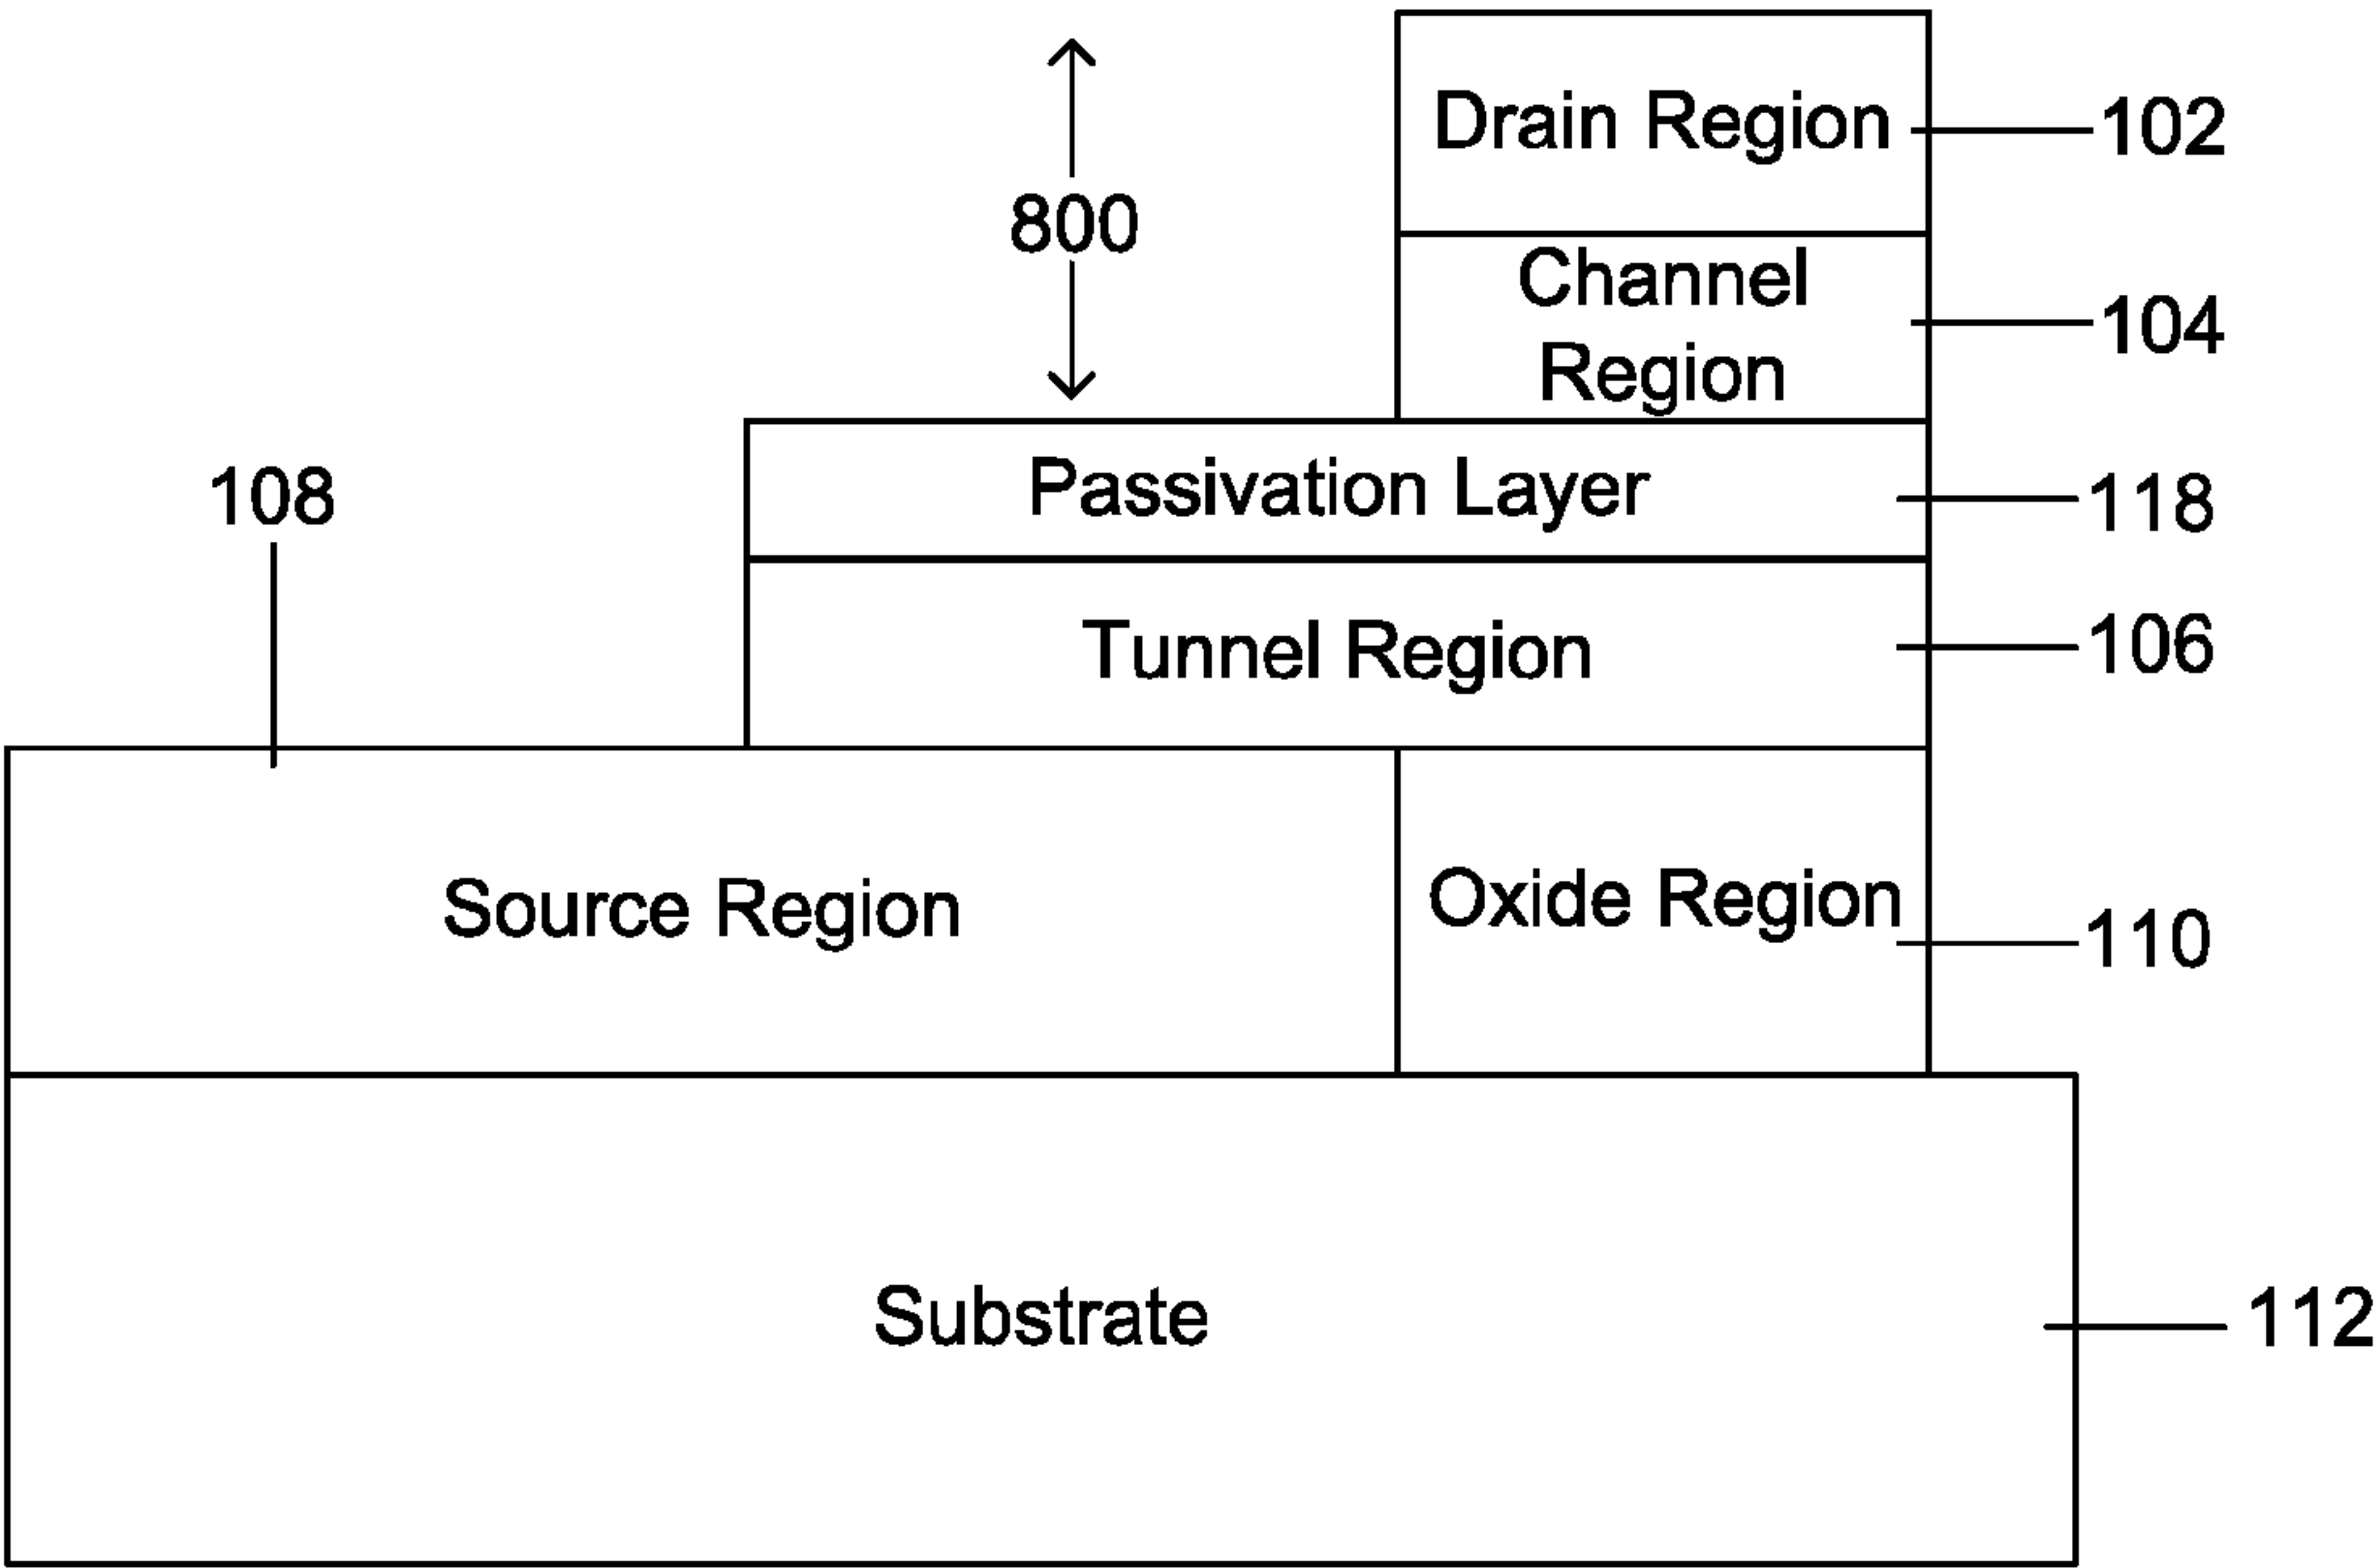 Drain Region
102
800
Channel
Region
104
108
Passivation Layer
118
Tunnel Region
106
Source Region
Oxide Region
110
Substrate
112